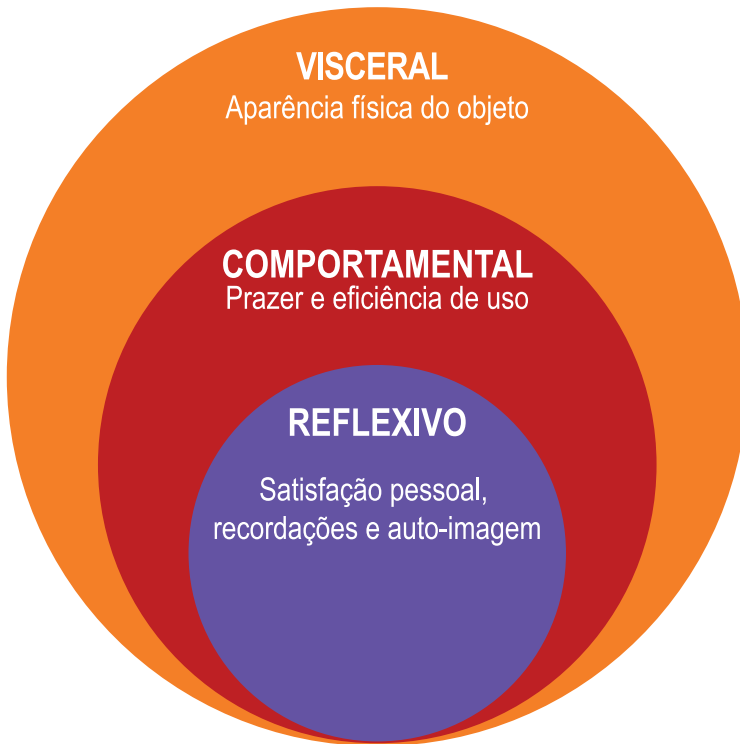 VISCERAL
Aparência física do objeto
COMPORTAMENTAL
Prazer e eficiência de uso
REFLEXIVO
Satisfação pessoal,
recordações e auto-imagem